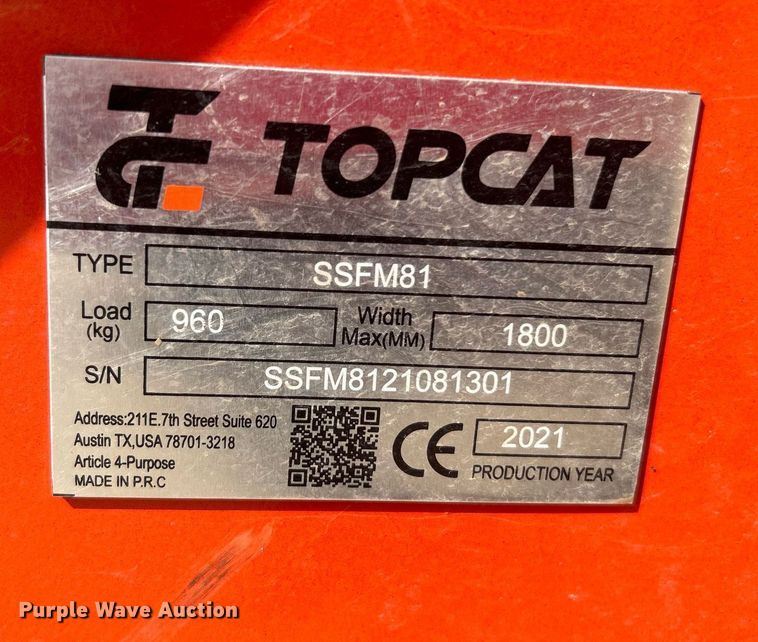 TOPCAT
TYPE SSFM81
Load (kg) 960 Width Max(MM) 1800
S/N SSFM8121081301
Address:211E.7th Street Suite 620
Austin TX,USA 78701-3218
Article 4-Purpose
MADE IN P.R.C
CE
2021
PRODUCTION YEAR
Purple Wave Auction